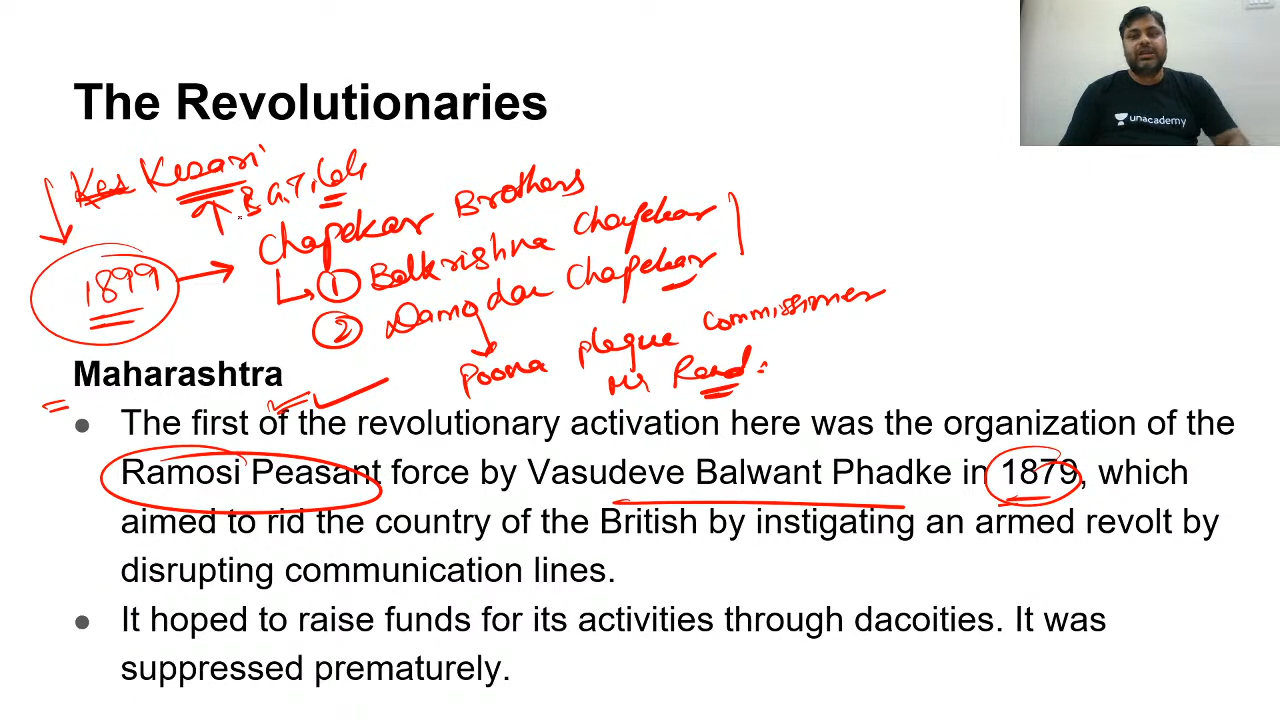 The Revolutionaries
unacademy
Kes Kesari
B.G. Tilak
1899
Chapekar Brothers
① Balkrishna Chapekar
② Damodar Chapekar
Poona plegue commissioner
Mr Rand
Maharashtra
● The first of the revolutionary activation here was the organization of the
Ramosi Peasant force by Vasudeve Balwant Phadke in 1879, which
aimed to rid the country of the British by instigating an armed revolt by
disrupting communication lines.
● It hoped to raise funds for its activities through dacoities. It was
suppressed prematurely.